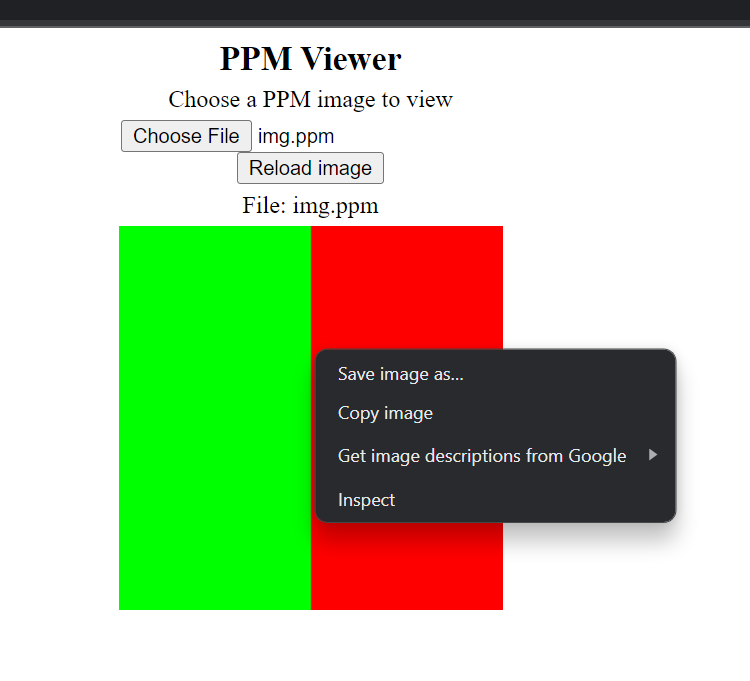 PPM Viewer
Choose a PPM image to view
Choose File img.ppm
Reload image
File: img.ppm
Save image as...
Copy image
Get image descriptions from Google
Inspect